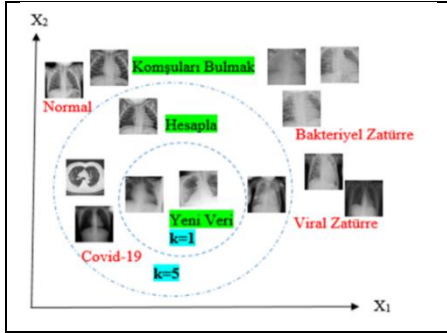 X₂
Komşuları Bulmak
Normal
Hesapla
Bakteriyel Zatürre
Yeni Veri
k=1
Viral Zatürre
Covid-19
k=5
X₁